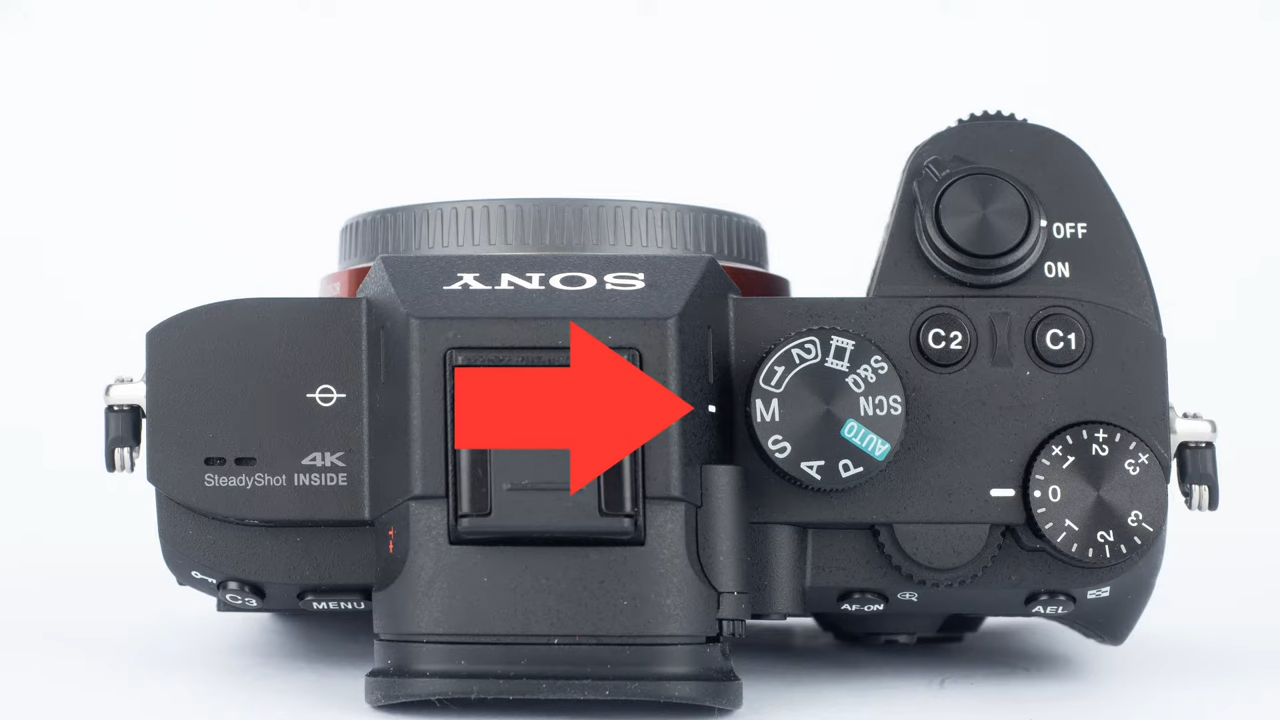 SONY
OFF
ON
C2
C1
2
1
S&Q
M
SCN
S
AUTO
A
P
4K
SteadyShot INSIDE
+1
+2
+3
0
1
2
3
C3
MENU
AF-ON
AEL